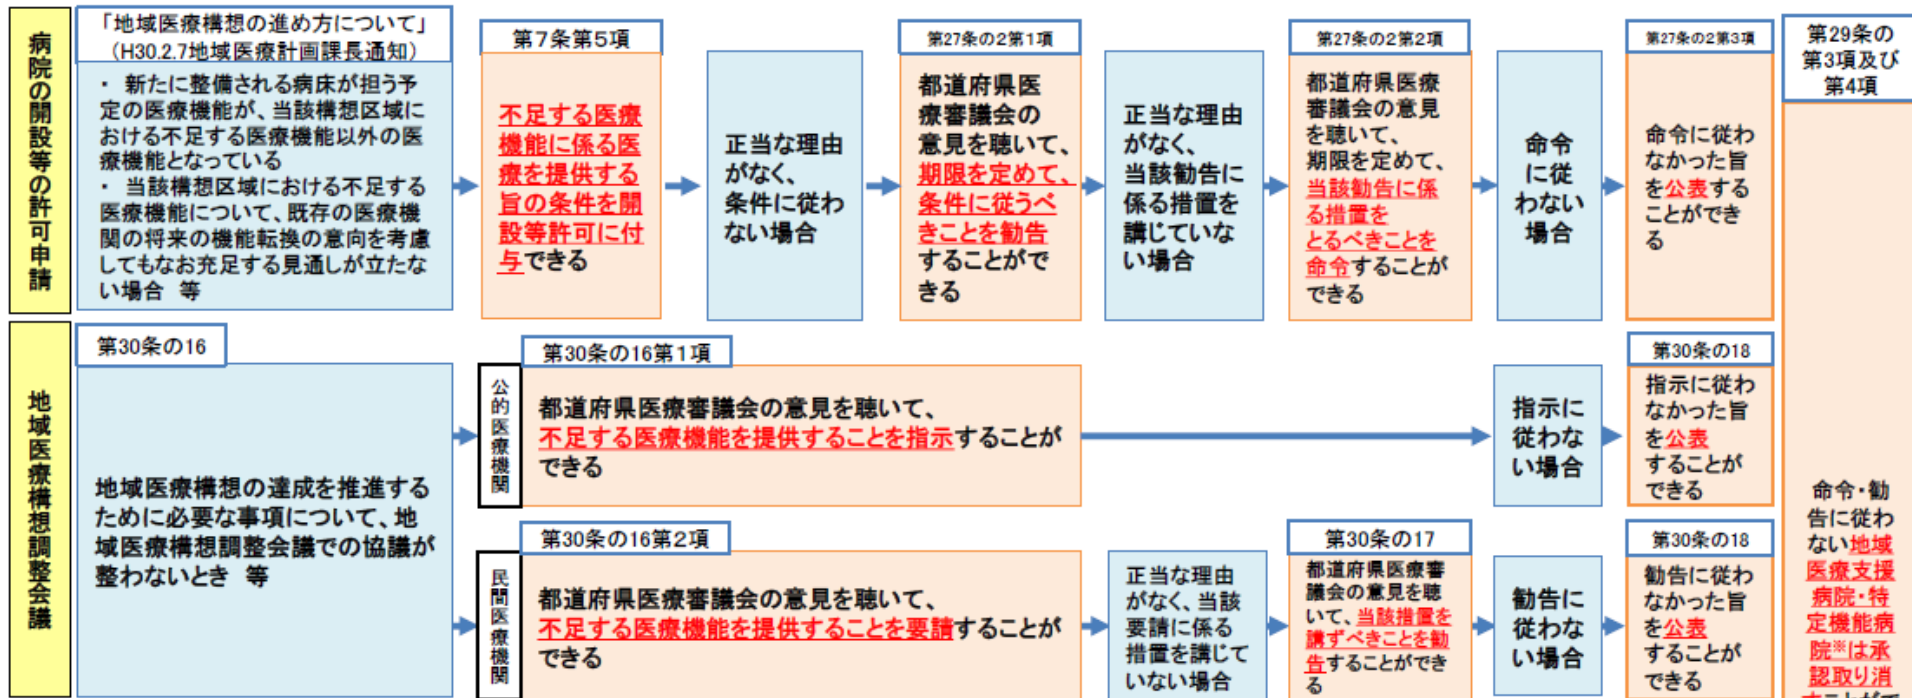 病院の開設等の許可申請
「地域医療構想の進め方について」
（H30.2.7地域医療計画課長通知）
・ 新たに整備される病床が担う予
定の医療機能が、当該構想区域に
おける不足する医療機能以外の医
療機能となっている
・ 当該構想区域における不足する
医療機能について、既存の医療機
関の将来の機能転換の意向を考慮
してもなお充足する見通しが立たな
い場合 等
第７条第５項
不足する医療
機能に係る医
療を提供する
旨の条件を開
設等許可に付
与できる
正当な理由
がなく、
条件に従わ
ない場合
第27条の2第１項
都道府県医
療審議会の
意見を聴いて、
期限を定めて、
条件に従うべ
きことを勧告
することがで
きる
正当な理由
がなく、
当該勧告に
係る措置を
講じていな
い場合
第27条の2第２項
都道府県医療
審議会の意見
を聴いて、
期限を定めて、
当該勧告に係
る措置を
とるべきことを
命令することが
できる
命令
に従
わない
場合
第27条の2第３項
命令に従わ
なかった旨
を公表する
ことができ
る
第29条の
第3項及び
第4項
命令・勧
告に従わ
ない地域
医療支援
病院・特
定機能病
院※は承
認取り消
すことがで
地域医療構想調整会議
第30条の16
地域医療構想の達成を推進する
ために必要な事項について、地
域医療構想調整会議での協議が
整わないとき 等
公的医療機関
第30条の16第１項
都道府県医療審議会の意見を聴いて、
不足する医療機能を提供することを指示することが
できる
指示に
従わな
い場合
第30条の18
指示に従わ
なかった旨
を公表
することが
できる
民間医療機関
第30条の16第２項
都道府県医療審議会の意見を聴いて、
不足する医療機能を提供することを要請することが
できる
正当な理由
がなく、当該
要請に係る
措置を講じて
いない場合
第30条の17
都道府県医療審
議会の意見を聴
いて、当該措置を
講ずべきことを勧
告することができ
る
勧告に
従わな
い場合
第30条の18
勧告に従わ
なかった旨
を公表
することが
できる